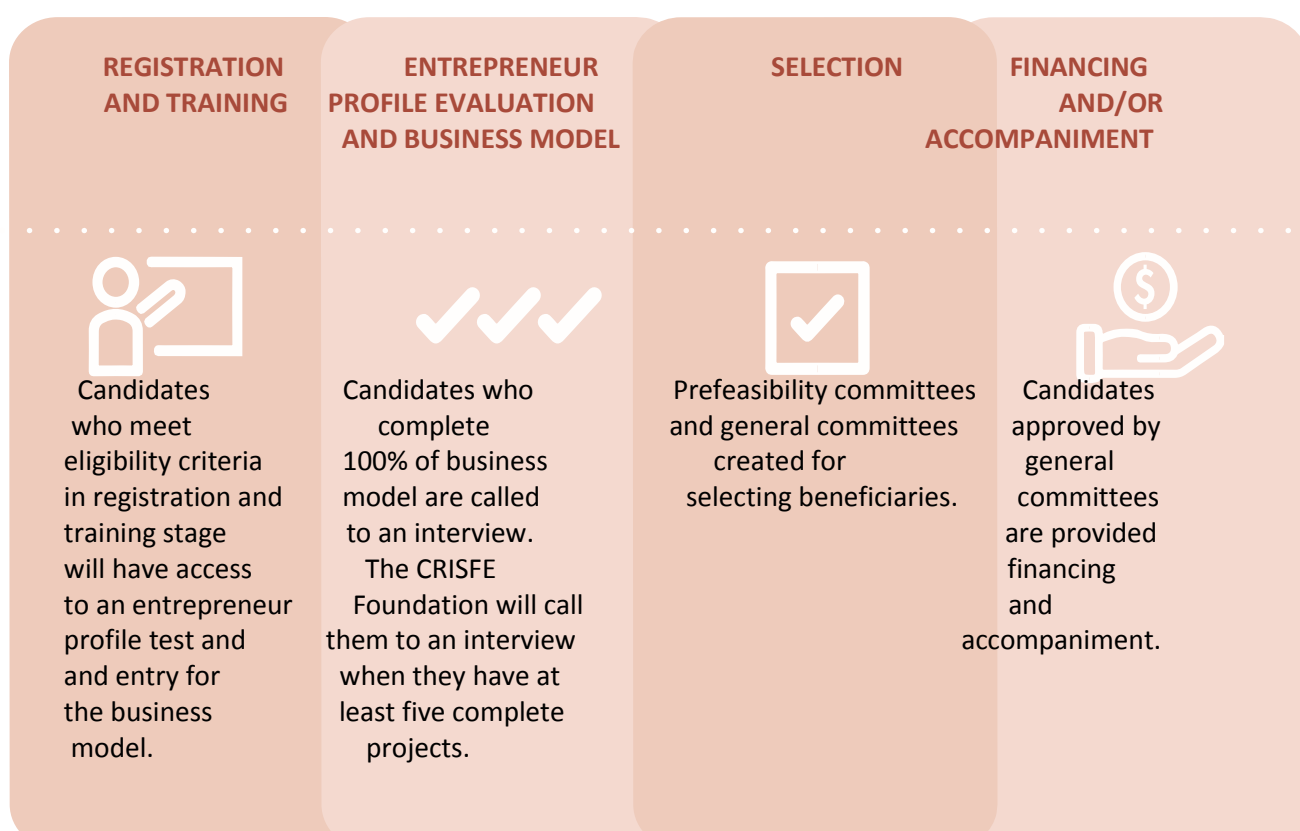 REGISTRATION
AND TRAINING
Candidates
who meet
eligibility criteria
in registration and
training stage
will have access
to an entrepreneur
profile test and
and entry for
the business
model.
ENTREPRENEUR
PROFILE EVALUATION
AND BUSINESS MODEL
Candidates who
complete
100% of business
model are called
to an interview.
The CRISFE
Foundation will call
them to an interview
when they have at
least five complete
projects.
SELECTION
Prefeasibility committees
and general committees
created for
selecting beneficiaries.
FINANCING
AND/OR
ACCOMPANIMENT
$
Candidates
approved by
general
committees
are provided
financing
and
accompaniment.